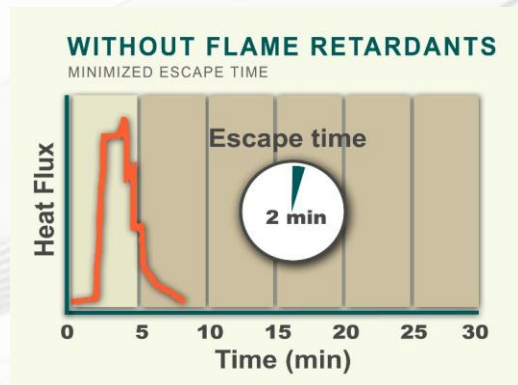 WITHOUT FLAME RETARDANTS
MINIMIZED ESCAPE TIME
Escape time
2 min
Heat Flux
0 5 10 15 20 25 30
Time (min)